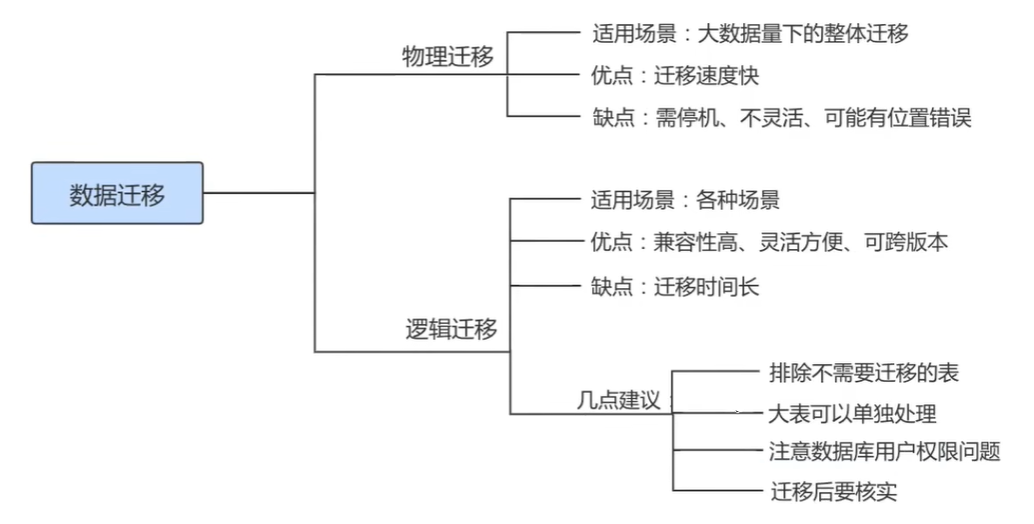 数据迁移
物理迁移
适用场景：大数据量下的整体迁移
优点：迁移速度快
缺点：需停机、不灵活、可能有位置错误
逻辑迁移
适用场景：各种场景
优点：兼容性高、灵活方便、可跨版本
缺点：迁移时间长
几点建议：
排除不需要迁移的表
大表可以单独处理
注意数据库用户权限问题
迁移后要核实